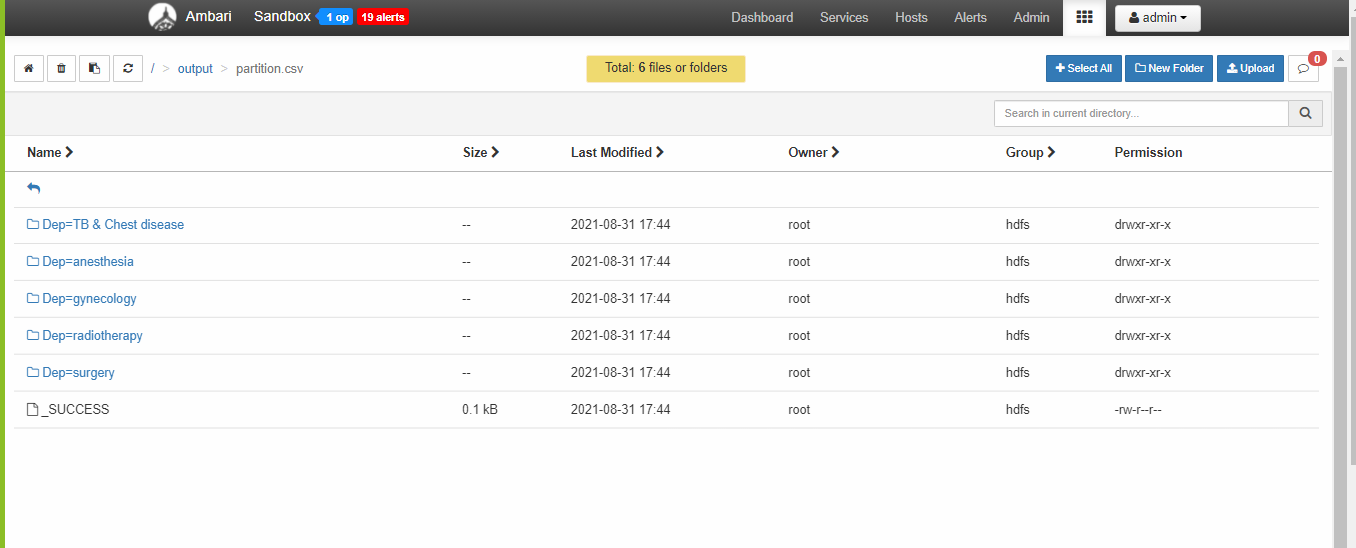 Ambari Sandbox 1 op 19 alerts Dashboard Services Hosts Alerts Admin admin
/ > output > partition.csv Total: 6 files or folders Select All New Folder Upload 0
Search in current directory...
Name Size Last Modified Owner Group Permission
Dep=TB & Chest disease -- 2021-08-31 17:44 root hdfs drwxr-xr-x
Dep=anesthesia -- 2021-08-31 17:44 root hdfs drwxr-xr-x
Dep=gynecology -- 2021-08-31 17:44 root hdfs drwxr-xr-x
Dep=radiotherapy -- 2021-08-31 17:44 root hdfs drwxr-xr-x
Dep=surgery -- 2021-08-31 17:44 root hdfs drwxr-xr-x
_SUCCESS 0.1 kB 2021-08-31 17:44 root hdfs -rw-r--r--